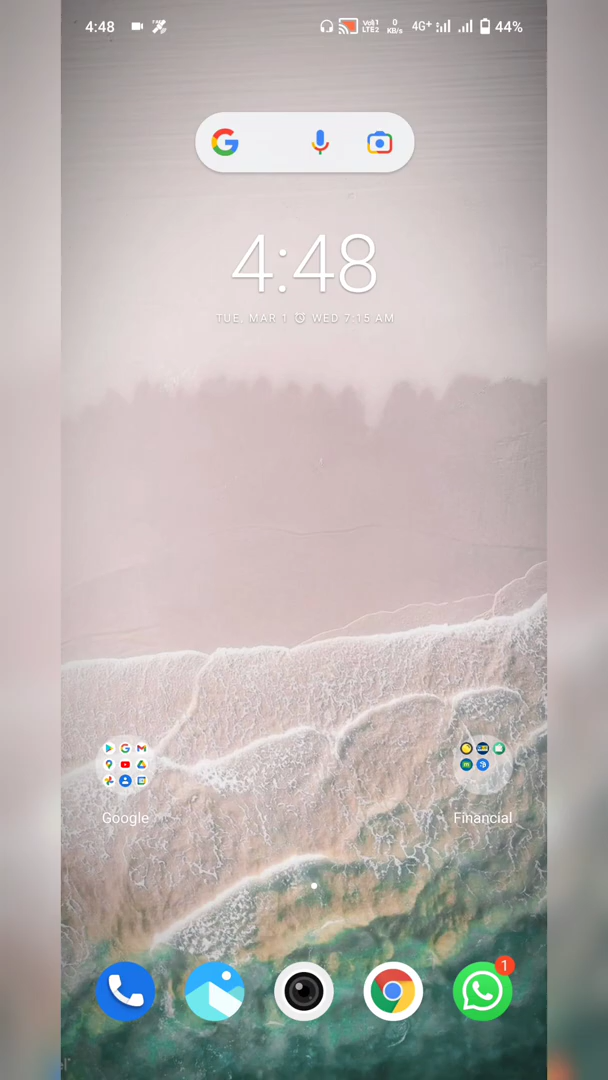 4:48 Vo)1 LTE2 0 KB/s 4G+ 44%
4:48
TUE, MAR 1 WED 7:15 AM
Google Financial
1